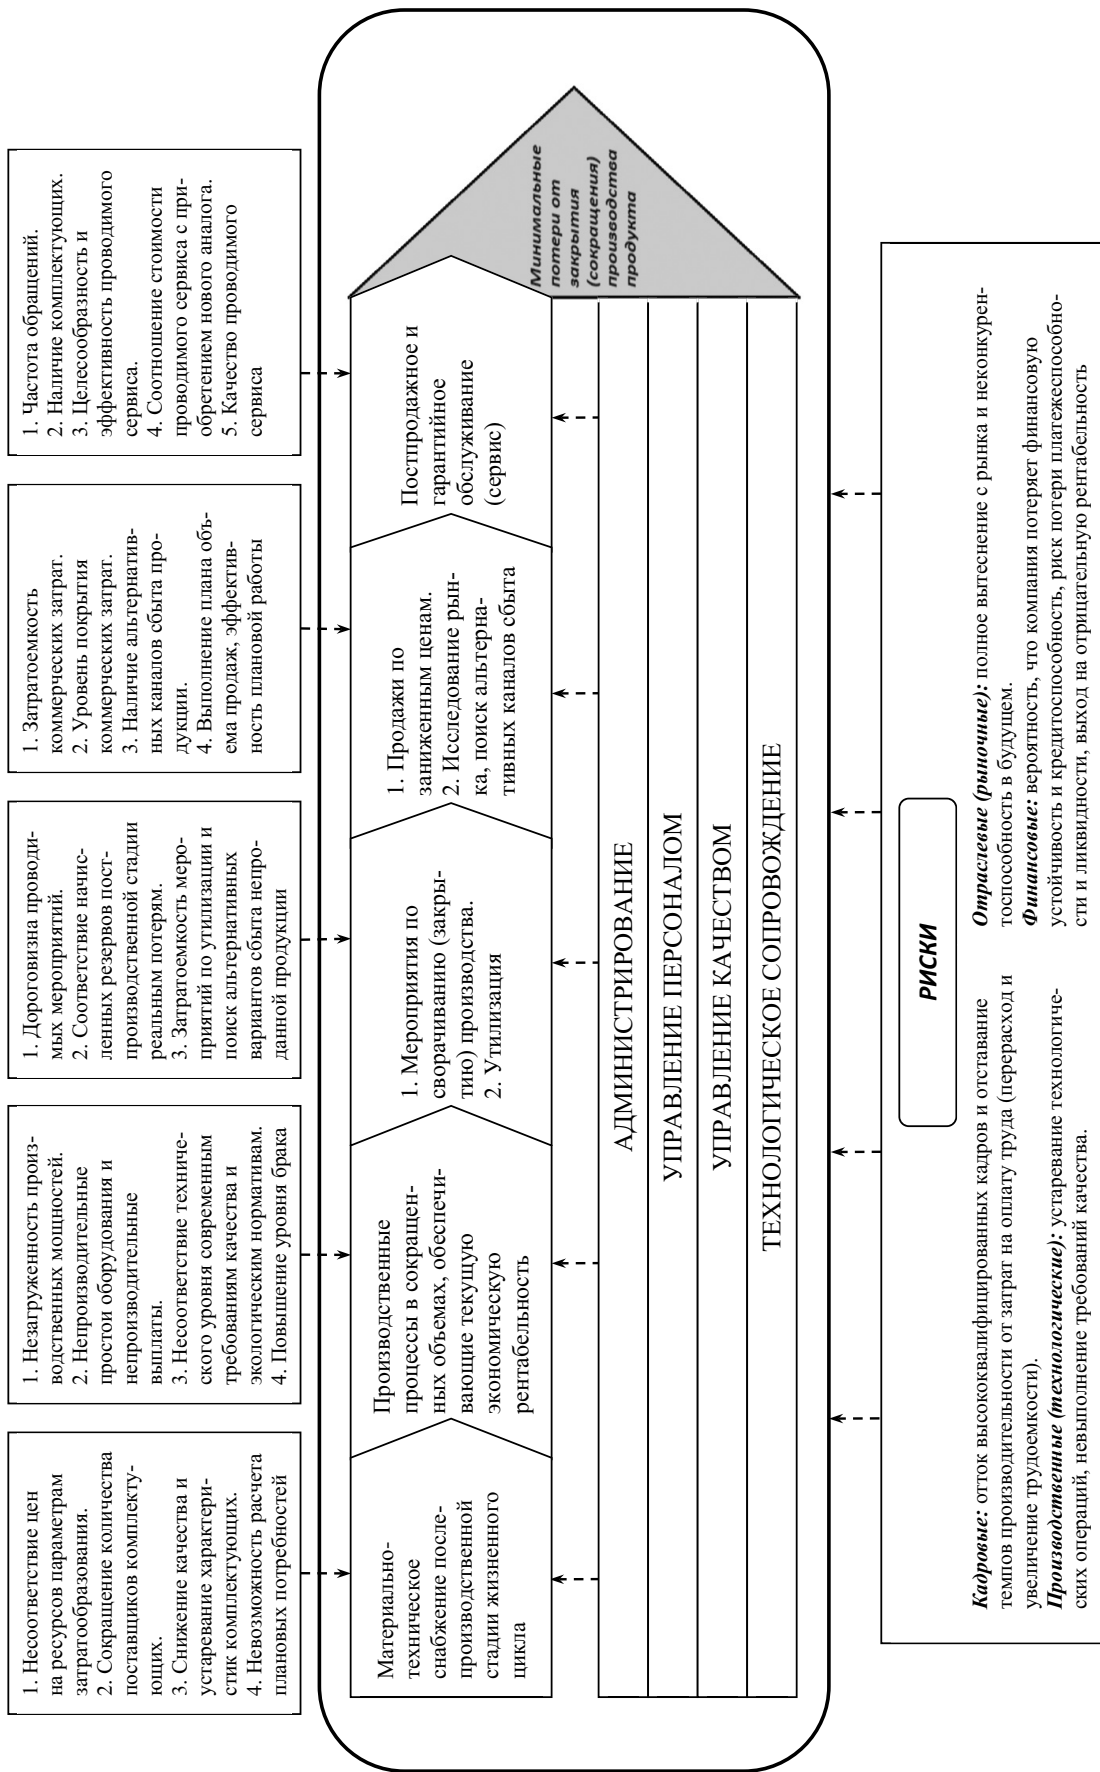 1. Несоответствие цен
на ресурсов параметрам
затратообразования.
2. Сокращение количества
поставщиков комплекту-
ющих.
3. Снижение качества и
устаревание характери-
стик комплектующих.
4. Невозможность расчета
плановых потребностей
1. Незагруженность произ-
водственных мощностей.
2. Непроизводительные
простои оборудования и
непроизводительные
выплаты.
3. Несоответствие техниче-
ского уровня современным
требованиям качества и
экологическим нормативам.
4. Повышение уровня брака
1. Дороговизна проводи-
мых мероприятий.
2. Соответствие начис-
ленных резервов пост-
производственной стадии
реальным потерям.
3. Затратоемкость меро-
приятий по утилизации и
поиск альтернативных
вариантов сбыта непро-
данной продукции
1. Затратоемкость
коммерческих затрат.
2. Уровень покрытия
коммерческих затрат.
3. Наличие альтернатив-
ных каналов сбыта про-
дукции.
4. Выполнение плана объ-
ема продаж, эффектив-
ность плановой работы
1. Частота обращений.
2. Наличие комплектующих.
3. Целесообразность и
эффективность проводимого
сервиса.
4. Соотношение стоимости
проводимого сервиса с при-
обретением нового аналога.
5. Качество проводимого
сервиса
Материально-
техническое
снабжение после-
производственной
стадии жизненного
цикла
Производственные
процессы в сокращен-
ных объемах, обеспечи-
вающие текущую
экономическую
рентабельность
1. Мероприятия по
сворачиванию (закры-
тию) производства.
2. Утилизация
1. Продажи по
заниженным ценам.
2. Исследование рын-
ка, поиск альтерна-
тивных каналов сбыта
Постпродажное и
гарантийное
обслуживание
(сервис)
Минимальные
потери от
закрытия
(сокращения)
производства
продукта
АДМИНИСТРИРОВАНИЕ
УПРАВЛЕНИЕ ПЕРСОНАЛОМ
УПРАВЛЕНИЕ КАЧЕСТВОМ
ТЕХНОЛОГИЧЕСКОЕ СОПРОВОЖДЕНИЕ
РИСКИ
Кадровые: отток высококвалифицированных кадров и отставание
темпов производительности от затрат на оплату труда (перерасход и
увеличение трудоемкости).
Производственные (технологические): устаревание технологиче-
ских операций, невыполнение требований качества.
Отраслевые (рыночные): полное вытеснение с рынка и неконкурен-
тоспособность в будущем.
Финансовые: вероятность, что компания потеряет финансовую
устойчивость и кредитоспособность, риск потери платежеспособно-
сти и ликвидности, выход на отрицательную рентабельность